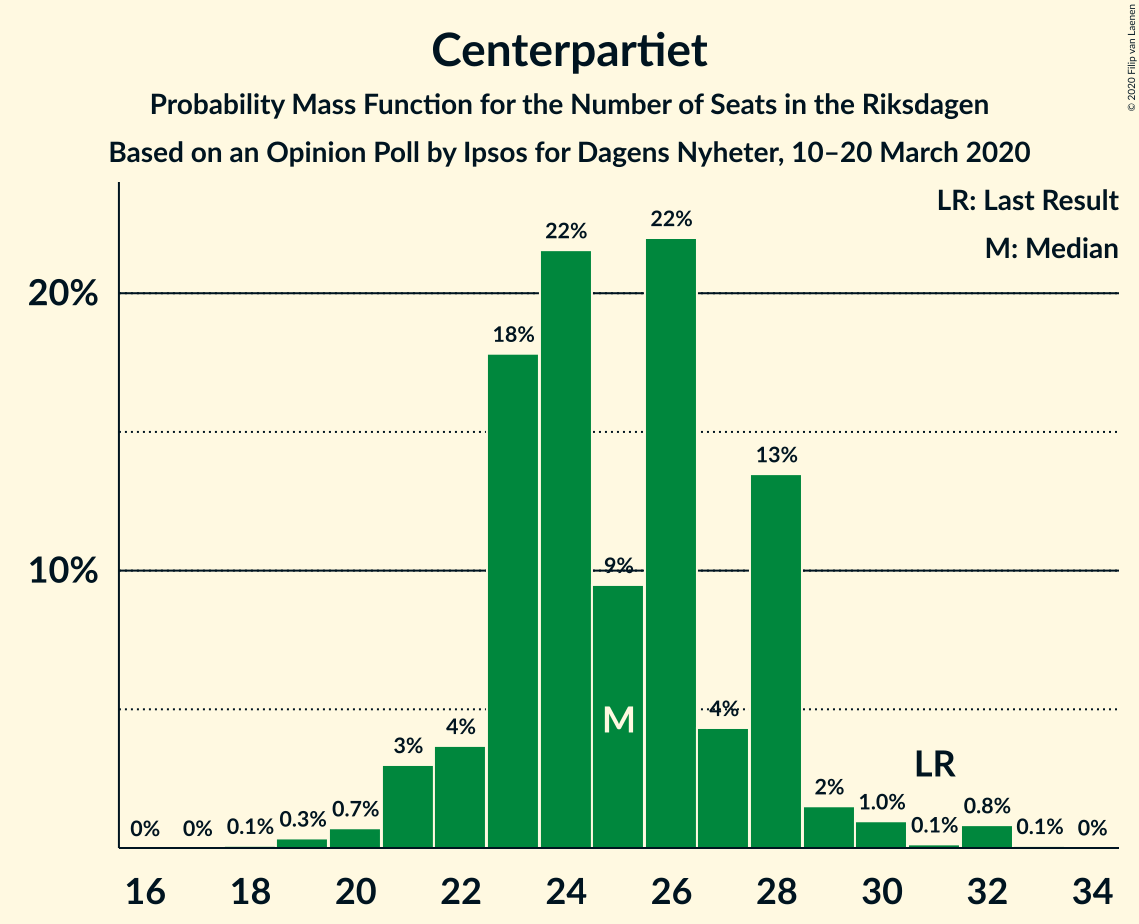 Centerpartiet
Probability Mass Function for the Number of Seats in the Riksdagen
Based on an Opinion Poll by Ipsos for Dagens Nyheter, 10–20 March 2020
© 2020 Filip van Laenen
LR: Last Result
M: Median
20%
10%
0%
0%
0.1%
0.3%
0.7%
3%
4%
18%
22%
9%
22%
4%
13%
2%
1.0%
0.1%
0.8%
0.1%
0%
M
LR
16 18 20 22 24 26 28 30 32 34